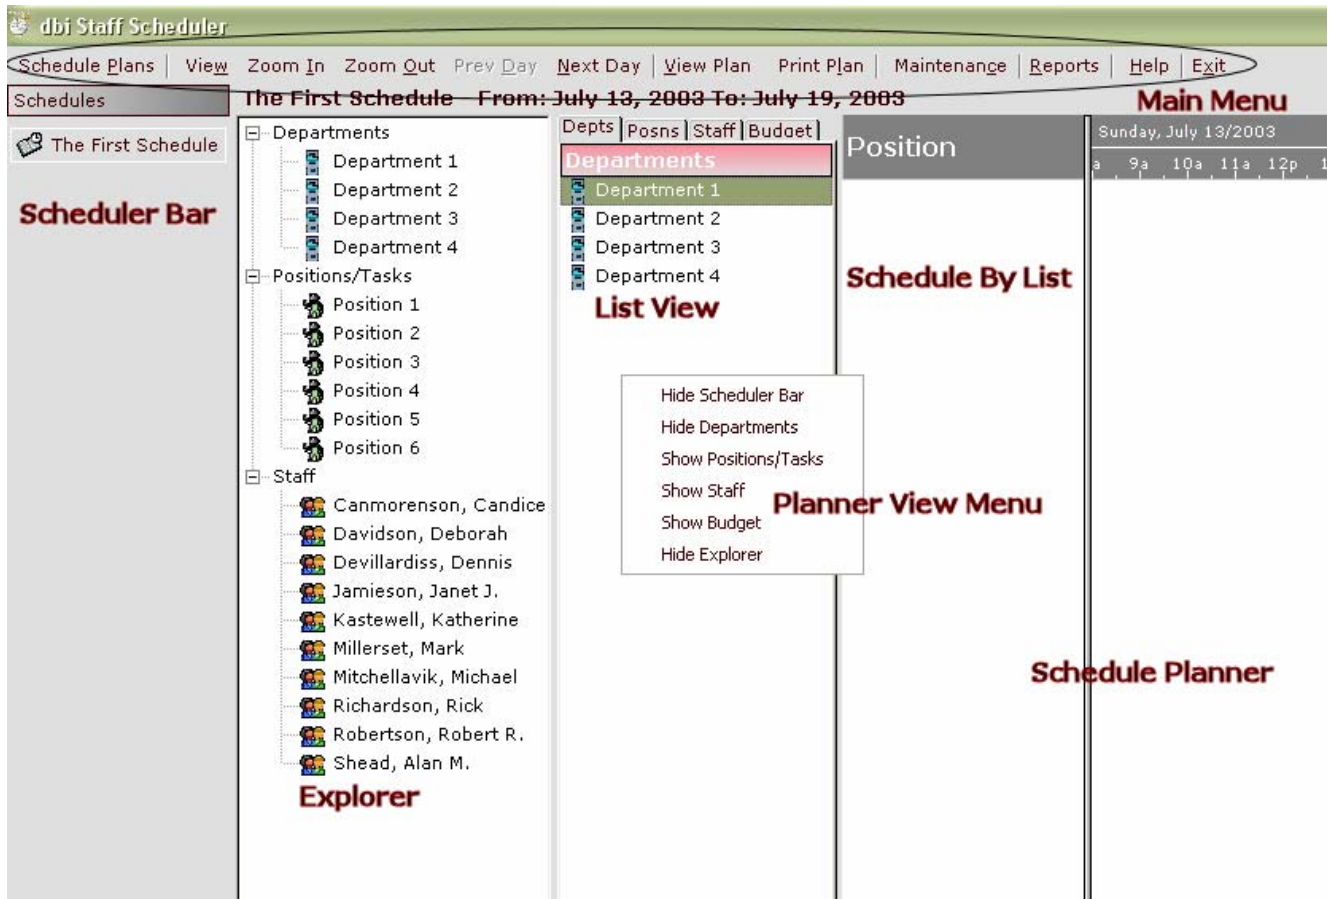 dbi Staff Scheduler
Schedule Plans View Zoom In Zoom Out Prev Day Next Day View Plan Print Plan Maintenance Reports Help Exit
Schedules
The First Schedule From: July 13, 2003 To: July 19, 2003
Main Menu
The First Schedule
Scheduler Bar
Departments
Department 1
Department 2
Department 3
Department 4
Positions/Tasks
Position 1
Position 2
Position 3
Position 4
Position 5
Position 6
Staff
Canmorenson, Candice
Davidson, Deborah
Devillardiss, Dennis
Jamieson, Janet J.
Kastewell, Katherine
Millerset, Mark
Mitchellavik, Michael
Richardson, Rick
Robertson, Robert R.
Shead, Alan M.
Explorer
Depts Posns Staff Budget
Departments
Department 1
Department 2
Department 3
Department 4
List View
Hide Scheduler Bar
Hide Departments
Show Positions/Tasks
Show Staff
Show Budget
Hide Explorer
Planner View Menu
Position
Schedule By List
Sunday, July 13/2003
a 9a 10a 11a 12p 1
Schedule Planner